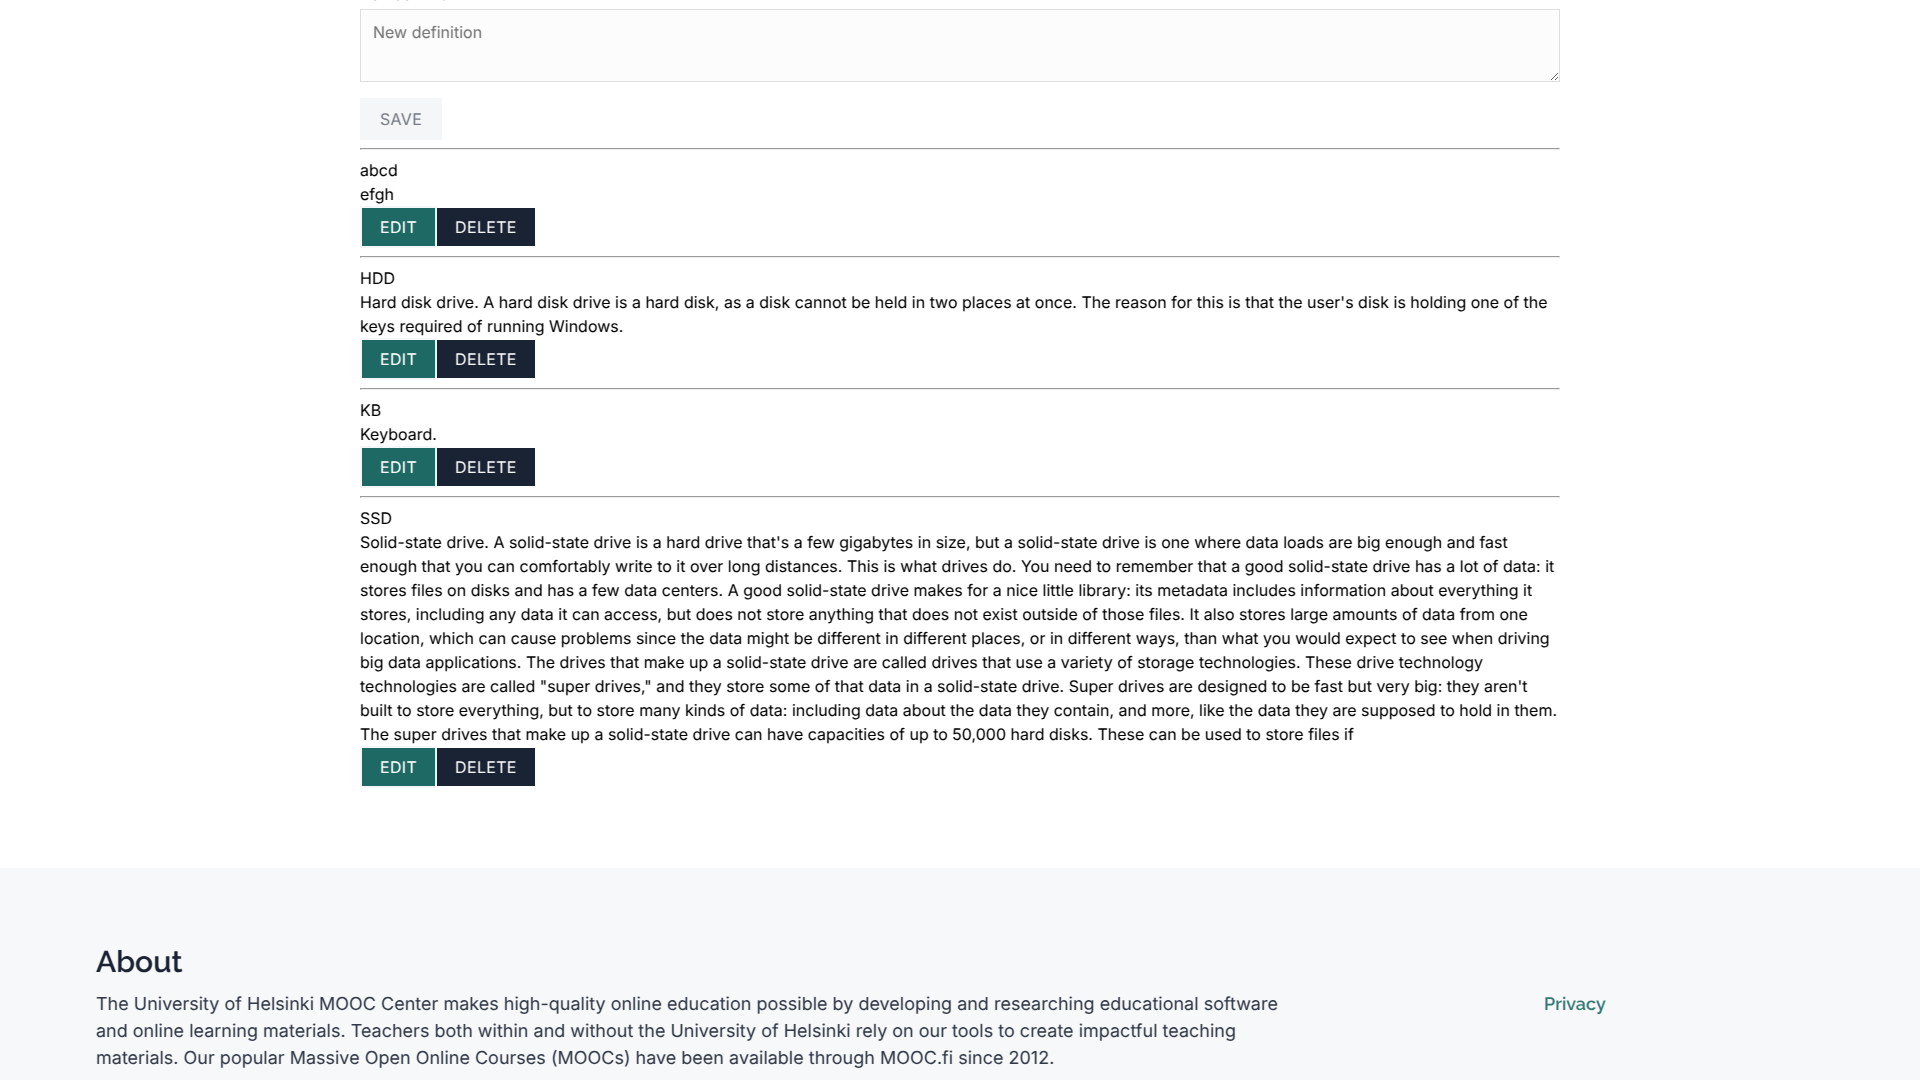 New definition
SAVE
abcd
efgh
EDIT DELETE
HDD
Hard disk drive. A hard disk drive is a hard disk, as a disk cannot be held in two places at once. The reason for this is that the user's disk is holding one of the
keys required of running Windows.
EDIT DELETE
KB
Keyboard.
EDIT DELETE
SSD
Solid-state drive. A solid-state drive is a hard drive that's a few gigabytes in size, but a solid-state drive is one where data loads are big enough and fast
enough that you can comfortably write to it over long distances. This is what drives do. You need to remember that a good solid-state drive has a lot of data: it
stores files on disks and has a few data centers. A good solid-state drive makes for a nice little library: its metadata includes information about everything it
stores, including any data it can access, but does not store anything that does not exist outside of those files. It also stores large amounts of data from one
location, which can cause problems since the data might be different in different places, or in different ways, than what you would expect to see when driving
big data applications. The drives that make up a solid-state drive are called drives that use a variety of storage technologies. These drive technology
technologies are called "super drives," and they store some of that data in a solid-state drive. Super drives are designed to be fast but very big: they aren't
built to store everything, but to store many kinds of data: including data about the data they contain, and more, like the data they are supposed to hold in them.
The super drives that make up a solid-state drive can have capacities of up to 50,000 hard disks. These can be used to store files if
EDIT DELETE
About
The University of Helsinki MOOC Center makes high-quality online education possible by developing and researching educational software
and online learning materials. Teachers both within and without the University of Helsinki rely on our tools to create impactful teaching
materials. Our popular Massive Open Online Courses (MOOCs) have been available through MOOC.fi since 2012.
Privacy